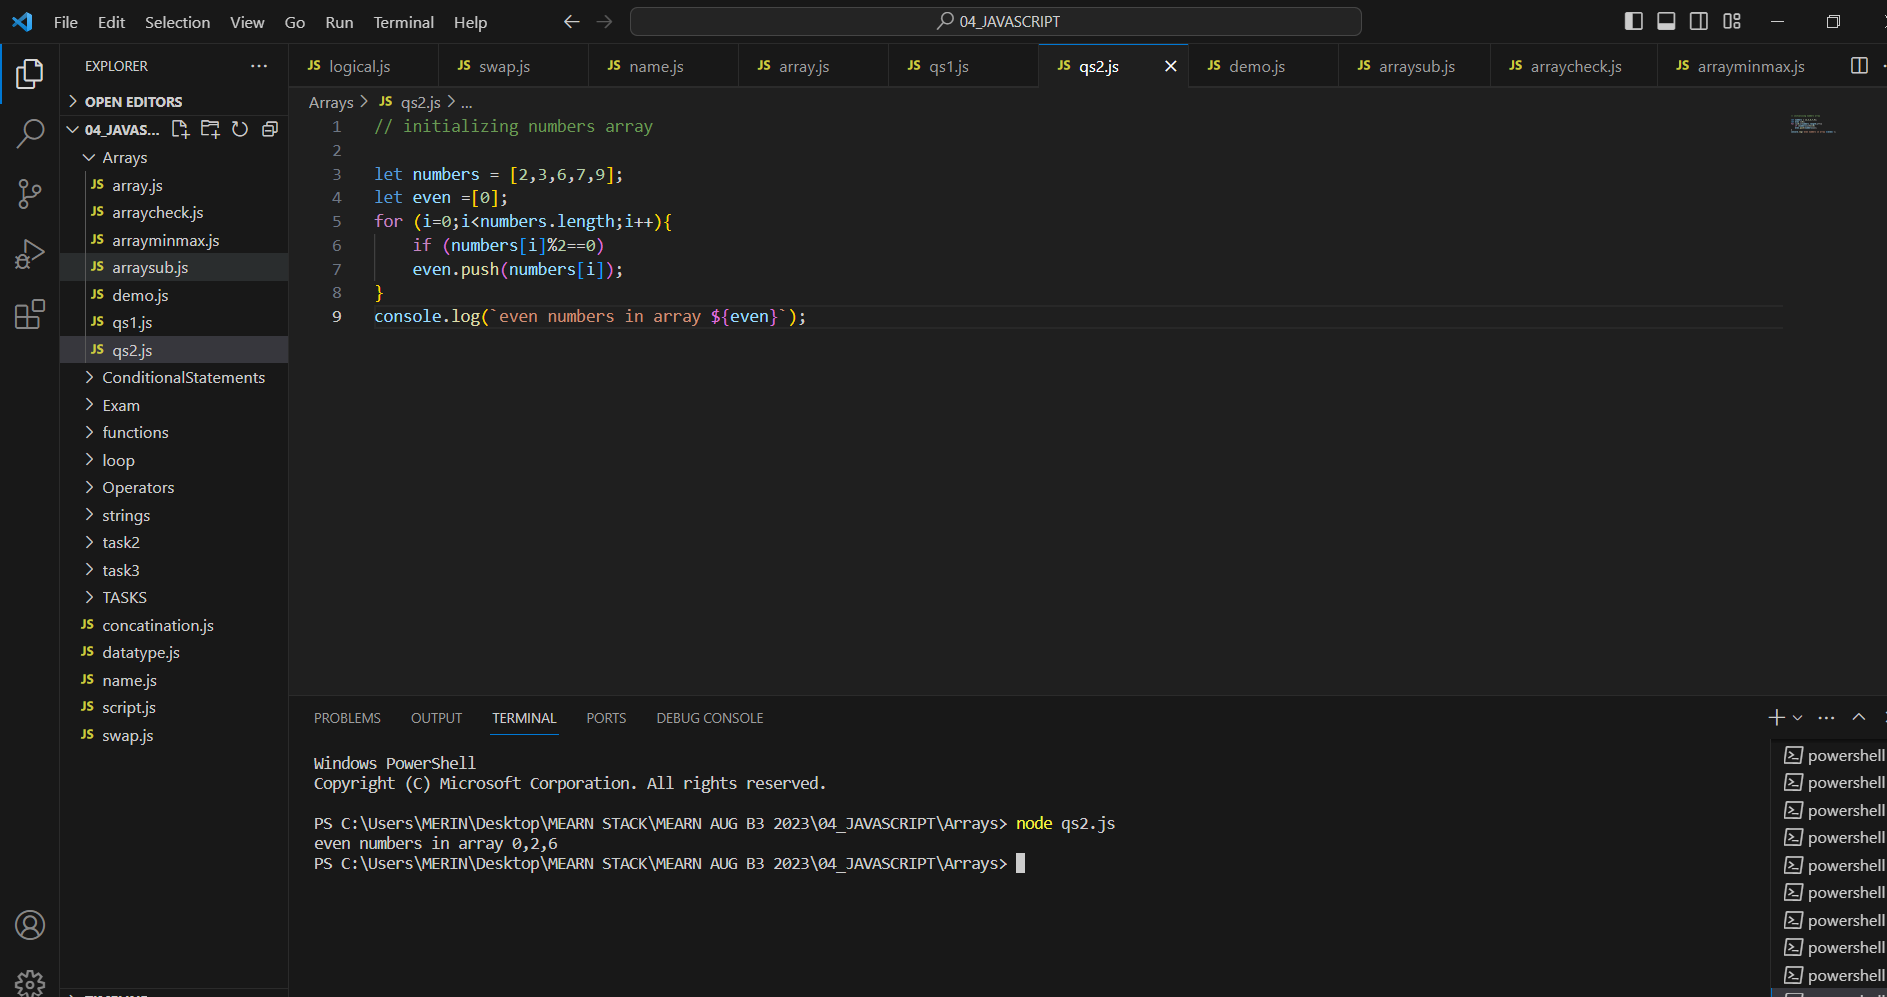 File Edit Selection View Go Run Terminal Help
04_JAVASCRIPT
EXPLORER
OPEN EDITORS
04_JAVAS...
Arrays
JS array.js
JS arraycheck.js
JS arrayminmax.js
JS arraysub.js
JS demo.js
JS qs1.js
JS qs2.js
ConditionalStatements
Exam
functions
loop
Operators
strings
task2
task3
TASKS
JS concatination.js
JS datatype.js
JS name.js
JS script.js
JS swap.js
JS logical.js JS swap.js JS name.js JS array.js JS qs1.js JS qs2.js JS demo.js JS arraysub.js JS arraycheck.js JS arrayminmax.js
Arrays > JS qs2.js > ...
1 // initializing numbers array
2
3 let numbers = [2,3,6,7,9];
4 let even =[0];
5 for (i=0;i<numbers.length;i++){
6 if (numbers[i]%2==0)
7 even.push(numbers[i]);
8 }
9 console.log(`even numbers in array ${even}`);
PROBLEMS OUTPUT TERMINAL PORTS DEBUG CONSOLE
Windows PowerShell
Copyright (C) Microsoft Corporation. All rights reserved.
PS C:\Users\MERIN\Desktop\MEARN STACK\MEARN AUG B3 2023\04_JAVASCRIPT\Arrays> node qs2.js
even numbers in array 0,2,6
PS C:\Users\MERIN\Desktop\MEARN STACK\MEARN AUG B3 2023\04_JAVASCRIPT\Arrays>
powershell
powershell
powershell
powershell
powershell
powershell
powershell
powershell
powershell